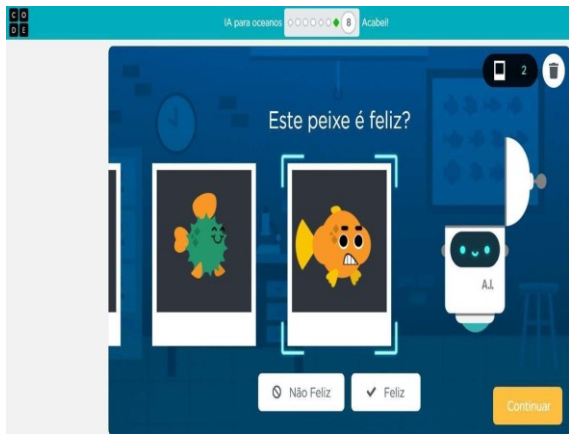 CO
DE
IA para oceanos 8 Acabei!
2
Este peixe é feliz?
A.I.
Não Feliz Feliz
Continuar